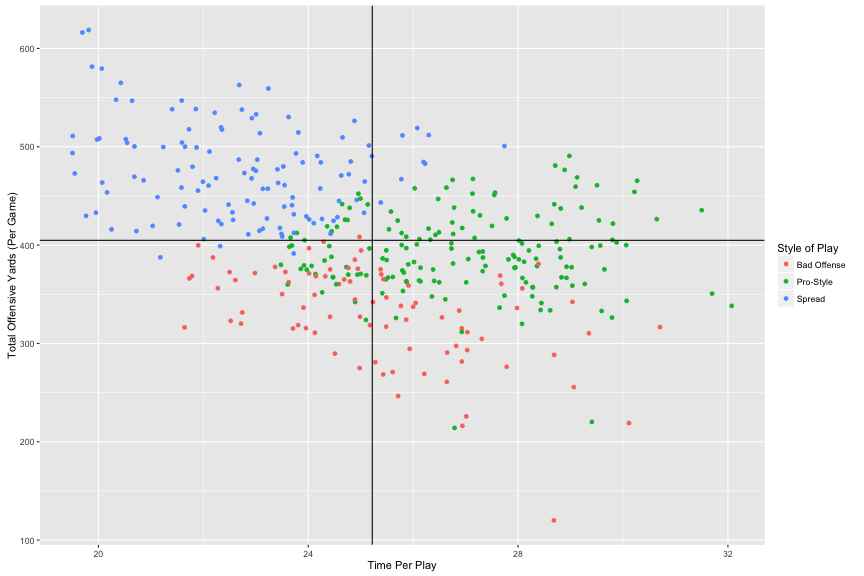 600
500
400
300
200
100
Total Offensive Yards (Per Game)
20
24
28
32
Time Per Play
Style of Play
Bad Offense
Pro-Style
Spread